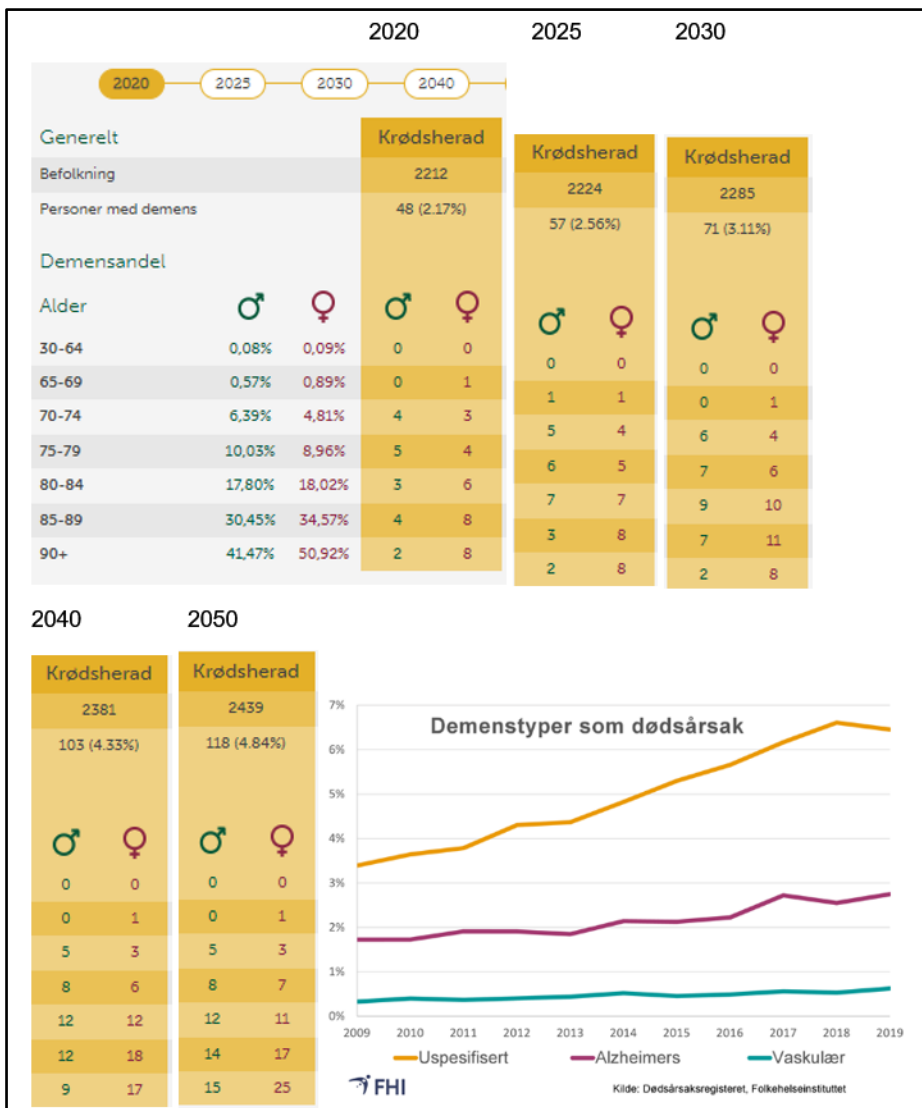 2020 2025 2030
2020 2025 2030 2040
Generelt Krødsherad Krødsherad Krødsherad
Befolkning 2212 2224 2285
Personer med demens 48 (2.17%) 57 (2.56%) 71 (3.11%)
Demensandel
Alder ♂ ♀ ♂ ♀ ♂ ♀ ♂ ♀
30-64 0,08% 0,09% 0 0 0 0 0 0
65-69 0,57% 0,89% 0 1 1 1 0 1
70-74 6,39% 4,81% 4 3 5 4 6 4
75-79 10,03% 8,96% 5 4 6 5 7 6
80-84 17,80% 18,02% 3 6 7 7 9 10
85-89 30,45% 34,57% 4 8 3 8 7 11
90+ 41,47% 50,92% 2 8 2 8 2 8
2040 2050
Krødsherad Krødsherad
2381 2439
103 (4.33%) 118 (4.84%)
♂ ♀ ♂ ♀
0 0 0 0
0 1 0 1
5 3 5 3
8 6 8 7
12 12 12 11
12 18 14 17
9 17 15 25
Demenstyper som dødsårsak
7%
6%
5%
4%
3%
2%
1%
0%
2009 2010 2011 2012 2013 2014 2015 2016 2017 2018 2019
Uspesifisert Alzheimers Vaskulær
FHI Kilde: Dødsårsaksregisteret, Folkehelseinstituttet